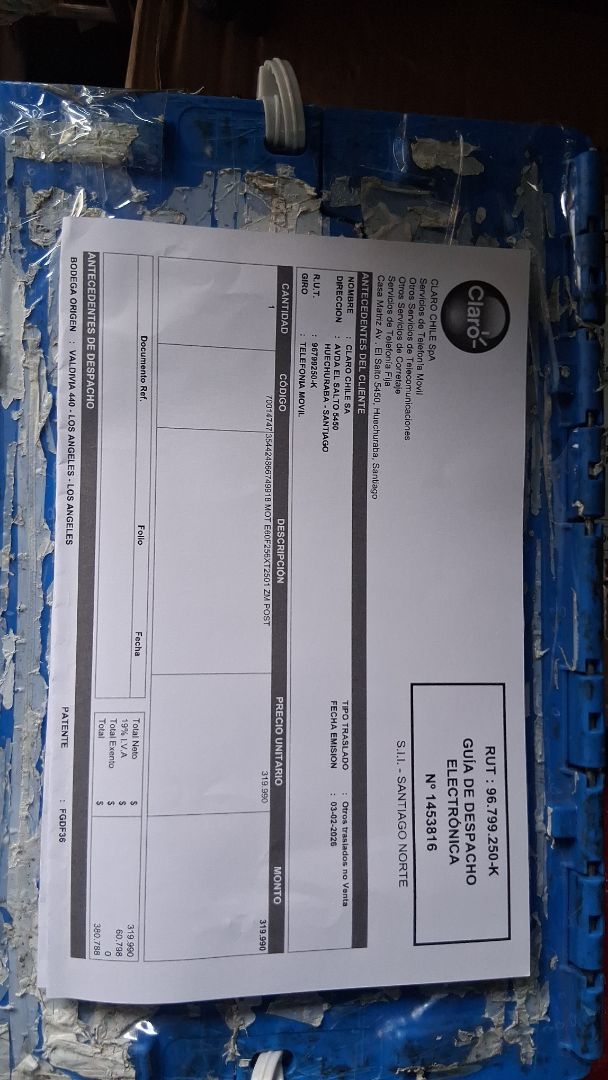 Claro-
CLARO CHILE SpA
Servicios de Telefonía Movil
Otros Servicios de Telecomunicaciones
Otros Servicios de Corretaje
Servicios de Telefonía Fija
Casa Matriz Av . El Salto 5450, Huechuraba, Santiago
RUT : 96.799.250-K
GUÍA DE DESPACHO
ELECTRÓNICA
N° 1453816
S.I.I. - SANTIAGO NORTE
ANTECEDENTES DEL CLIENTE
NOMBRE : CLARO CHILE SA TIPO TRASLADO : Otros traslados no Venta
DIRECCION : AVDA EL SALTO 5450 FECHA EMISION : 03-02-2026
HUECHURABA - SANTIAGO
R.U.T. : 96799250-K
GIRO : TELEFONIA MOVIL
CANTIDAD CÓDIGO DESCRIPCIÓN PRECIO UNITARIO MONTO
1 70014747 354424866749918 MOT E60F256XT2501 ZM POST 319.990 319.990
Documento Ref. Folio Fecha
Total Neto $ 319.990
19% I.V.A $ 60.798
Total Exento $ 0
Total $ 380.788
ANTECEDENTES DE DESPACHO
BODEGA ORIGEN : VALDIVIA 440 - LOS ANGELES - LOS ANGELES PATENTE : FGDF36